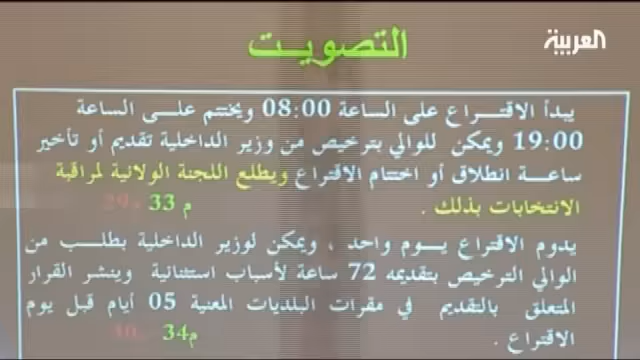 العربية
التصويت
يبدأ الاقتراع على الساعة 08:00 ويختتم على الساعة
19:00 ويمكن للوالي بترخيص من وزير الداخلية تقديم أو تأخير
ساعة انطلاق أو اختتام الاقتراع ويطلع اللجنة الولائية لمراقبة
الانتخابات بذلك . م 33 29
يدوم الاقتراع يوم واحد ، ويمكن لوزير الداخلية بطلب من
الوالي الترخيص بتقديمه 72 ساعة لأسباب استثنائية وينشر القرار
المتعلق بالتقديم في مقرات البلديات المعنية 05 أيام قبل يوم
الاقتراع . م34